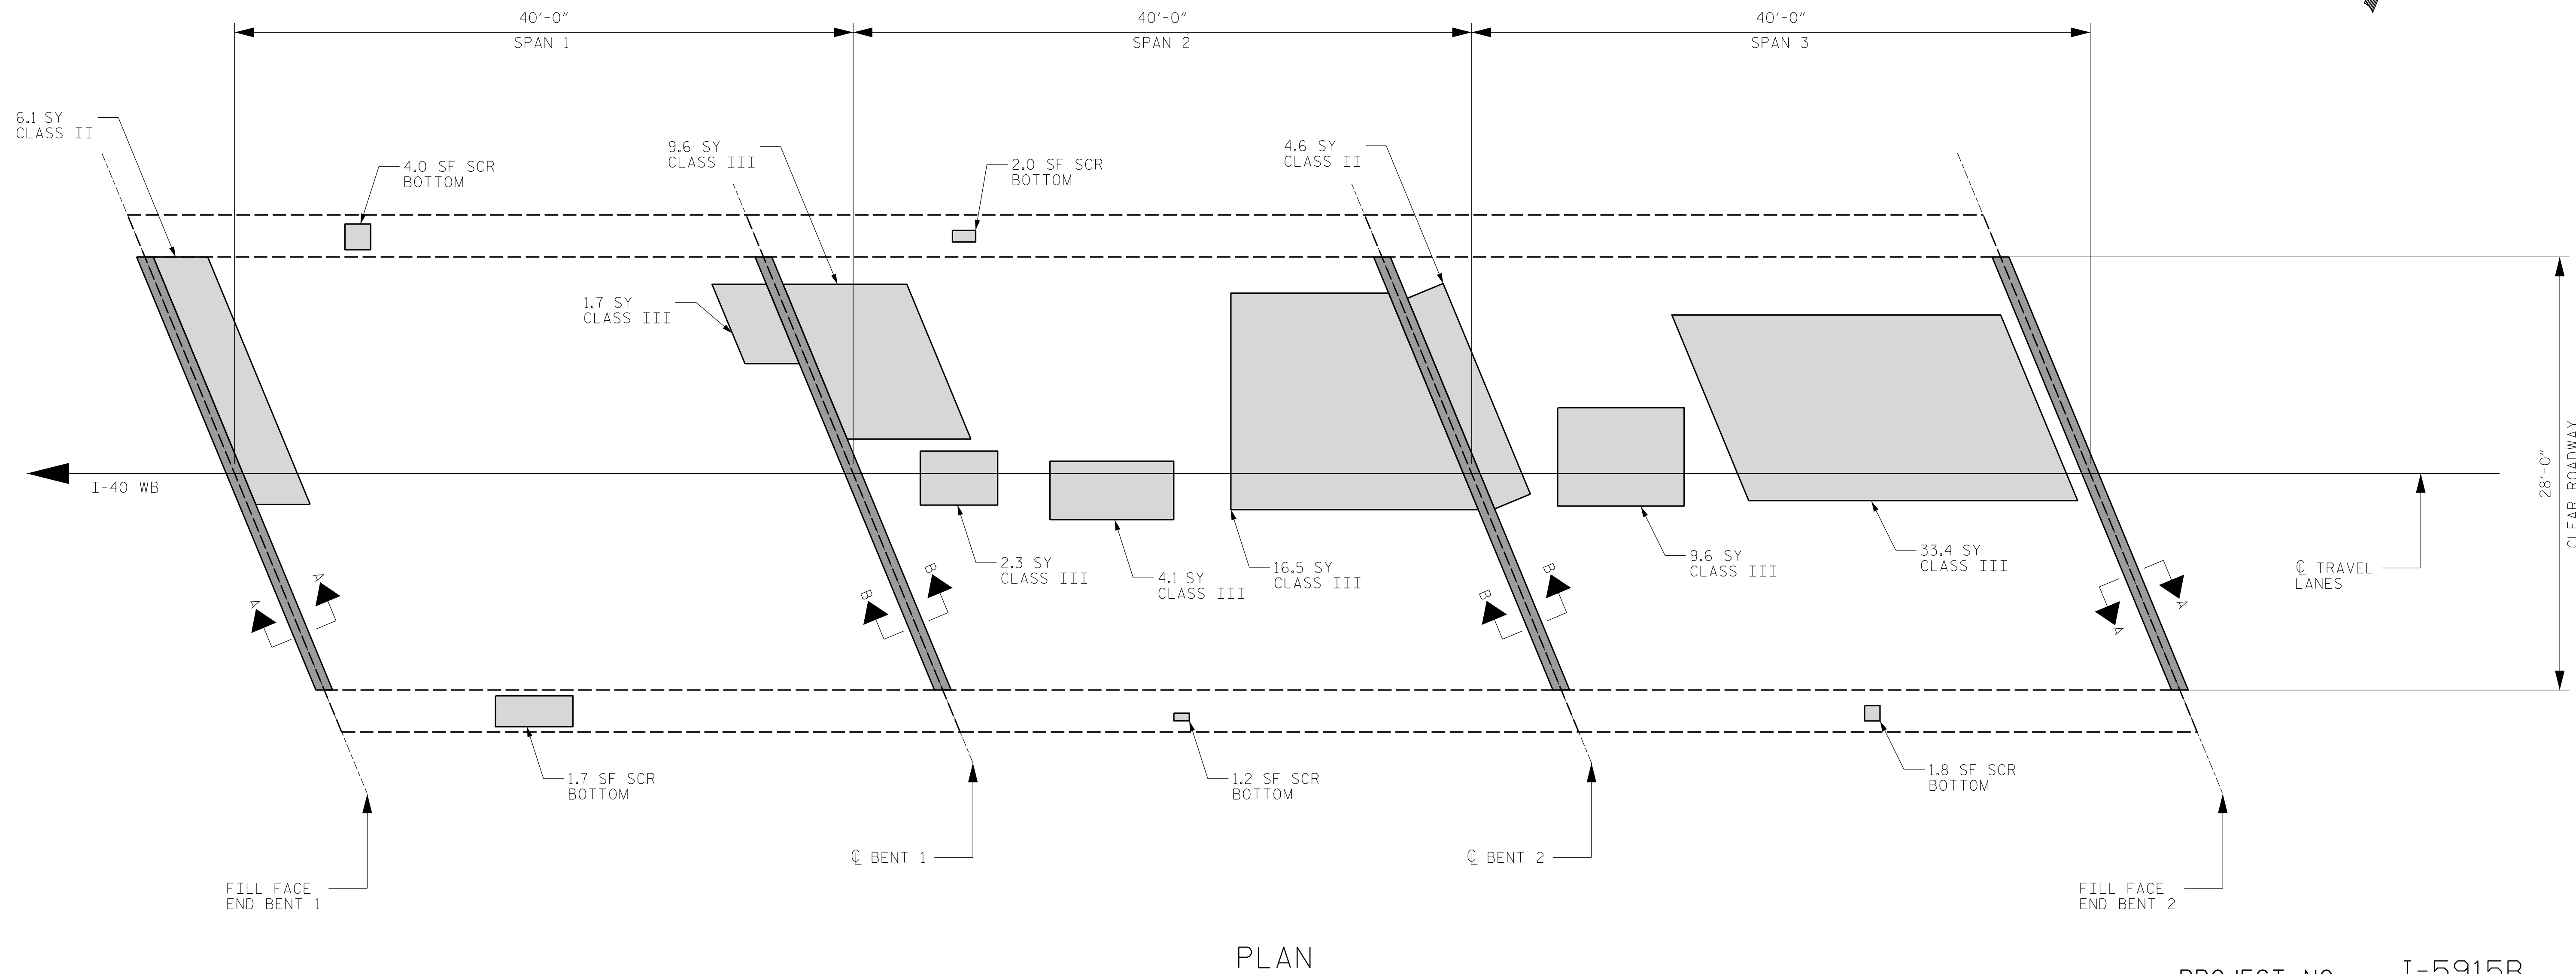 40'-0"
SPAN 1
40'-0"
SPAN 2
40'-0"
SPAN 3
6.1 SY
CLASS II
4.0 SF SCR
BOTTOM
9.6 SY
CLASS III
2.0 SF SCR
BOTTOM
4.6 SY
CLASS II
1.7 SY
CLASS III
I-40 WB
28'-0"
CLEAR ROADWAY
2.3 SY
CLASS III
4.1 SY
CLASS III
16.5 SY
CLASS III
9.6 SY
CLASS III
33.4 SY
CLASS III
℄ TRAVEL
LANES
A
A
B
B
B
B
A
A
1.7 SF SCR
BOTTOM
1.2 SF SCR
BOTTOM
1.8 SF SCR
BOTTOM
℄ BENT 1
℄ BENT 2
FILL FACE
END BENT 1
FILL FACE
END BENT 2
PLAN
PROJECT NO. I-5915B